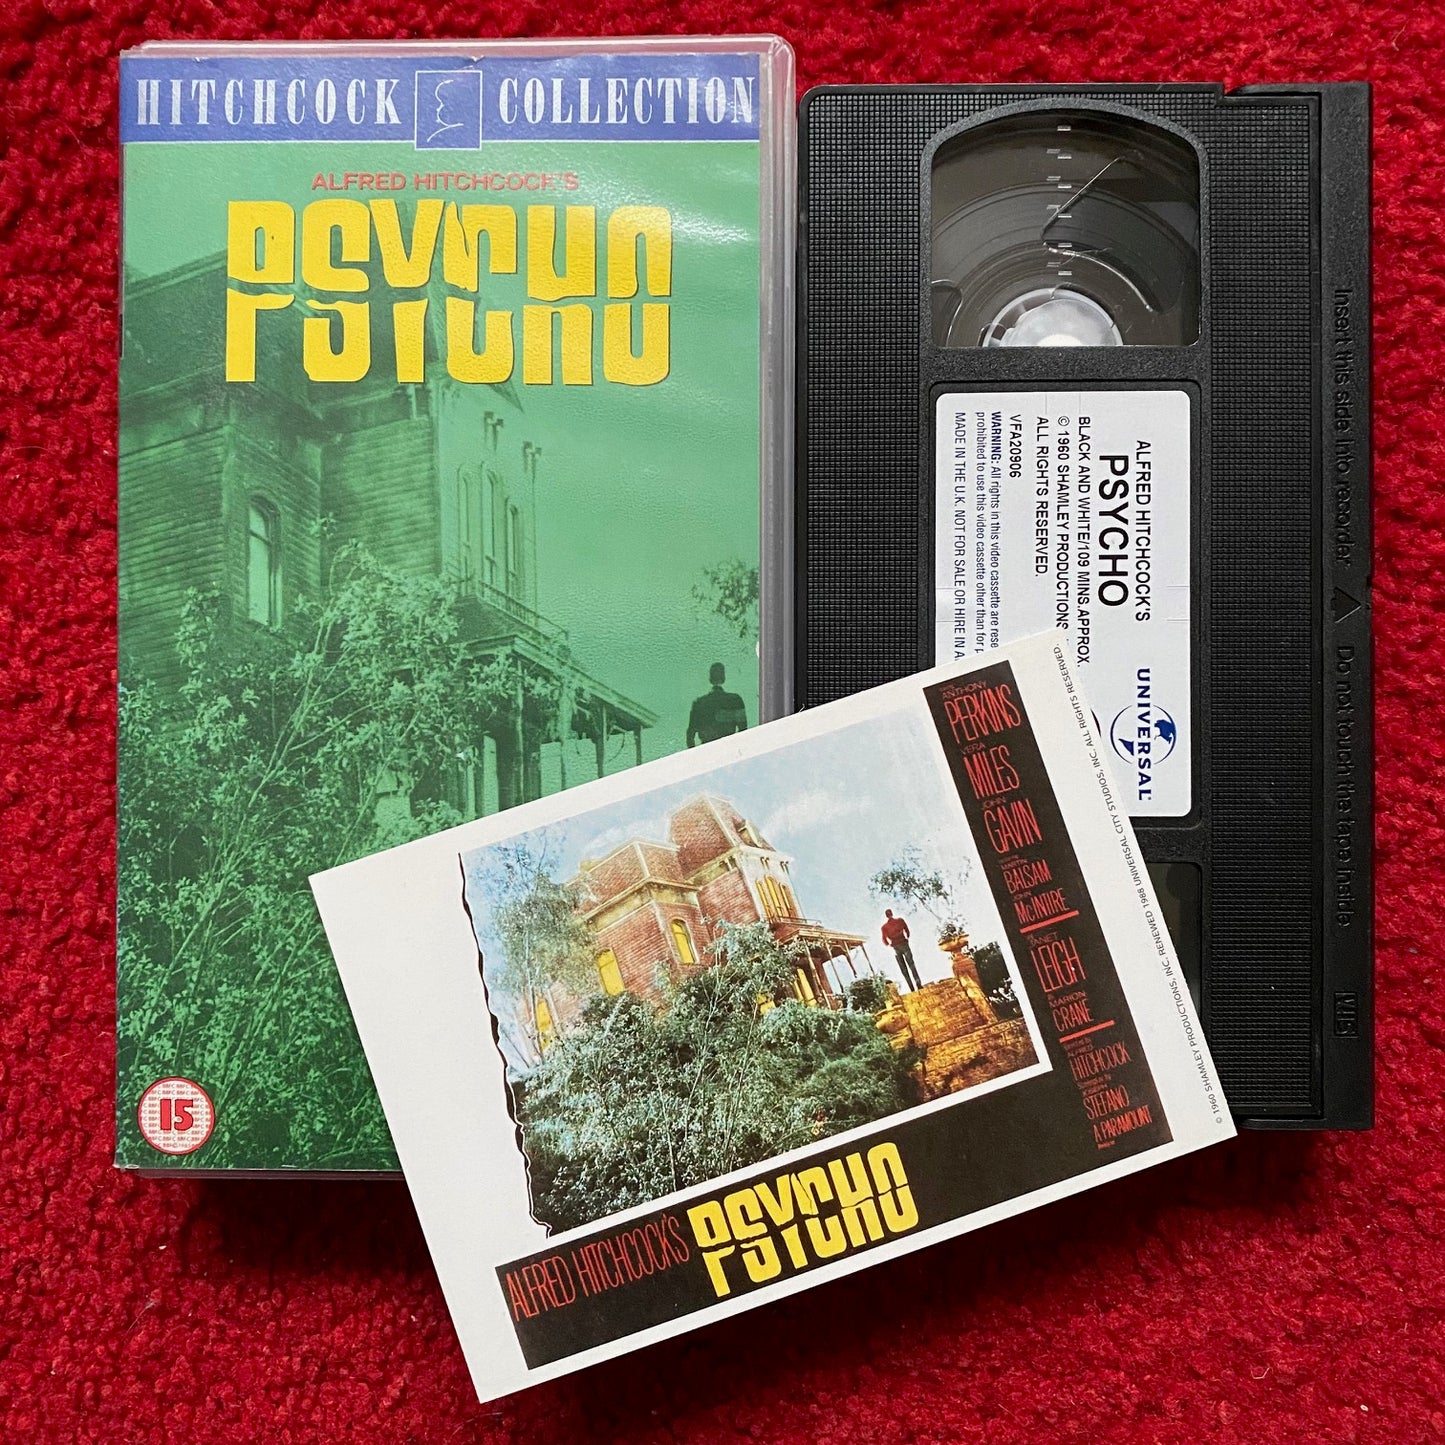 HITCHCOCK COLLECTION
ALFRED HITCHCOCK'S
PSYCHO
15
ALFRED HITCHCOCK'S
PSYCHO
BLACK AND WHITE/109 MINS.APPROX.
© 1960 SHAMLEY PRODUCTIONS
ALL RIGHTS RESERVED.
VFA20906
WARNING: All rights in this video cassette are rese
prohibited to use this video cassette other than for p
MADE IN THE U.K. NOT FOR SALE OR HIRE IN A
UNIVERSAL
Insert this side into recorder △ Do not touch the tape inside
VHS
ANTHONY
PERKINS
VERA
MILES
JOHN
GAVIN
MARTIN
BALSAM
JOHN
McINTIRE
JANET
LEIGH
MARION
CRANE
HITCHCOCK
STEFANO
A PARAMOUNT
ALFRED HITCHCOCK'S PSYCHO
© 1960 SHAMLEY PRODUCTIONS, INC. RENEWED 1988 UNIVERSAL CITY STUDIOS, INC. ALL RIGHTS RESERVED.